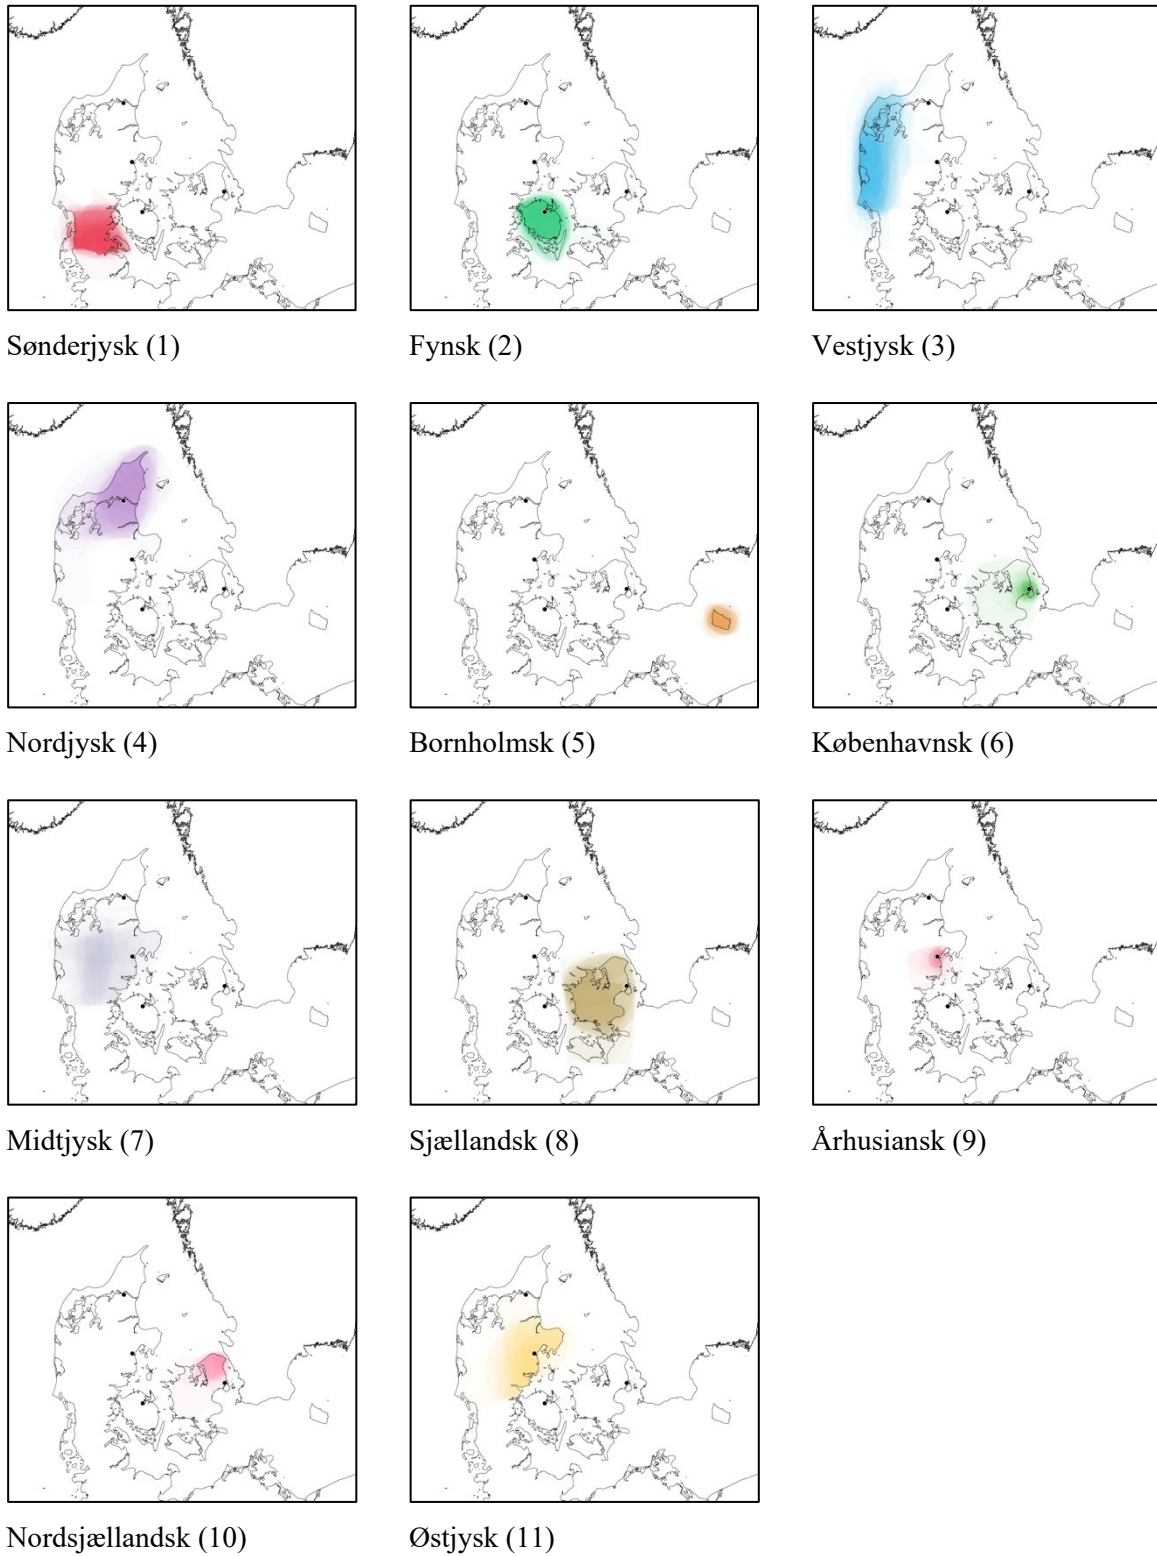 Sønderjysk (1)
Fynsk (2)
Vestjysk (3)
Nordjysk (4)
Bornholmsk (5)
Københavnsk (6)
Midtjysk (7)
Sjællandsk (8)
Århusiansk (9)
Nordsjællandsk (10)
Østjysk (11)